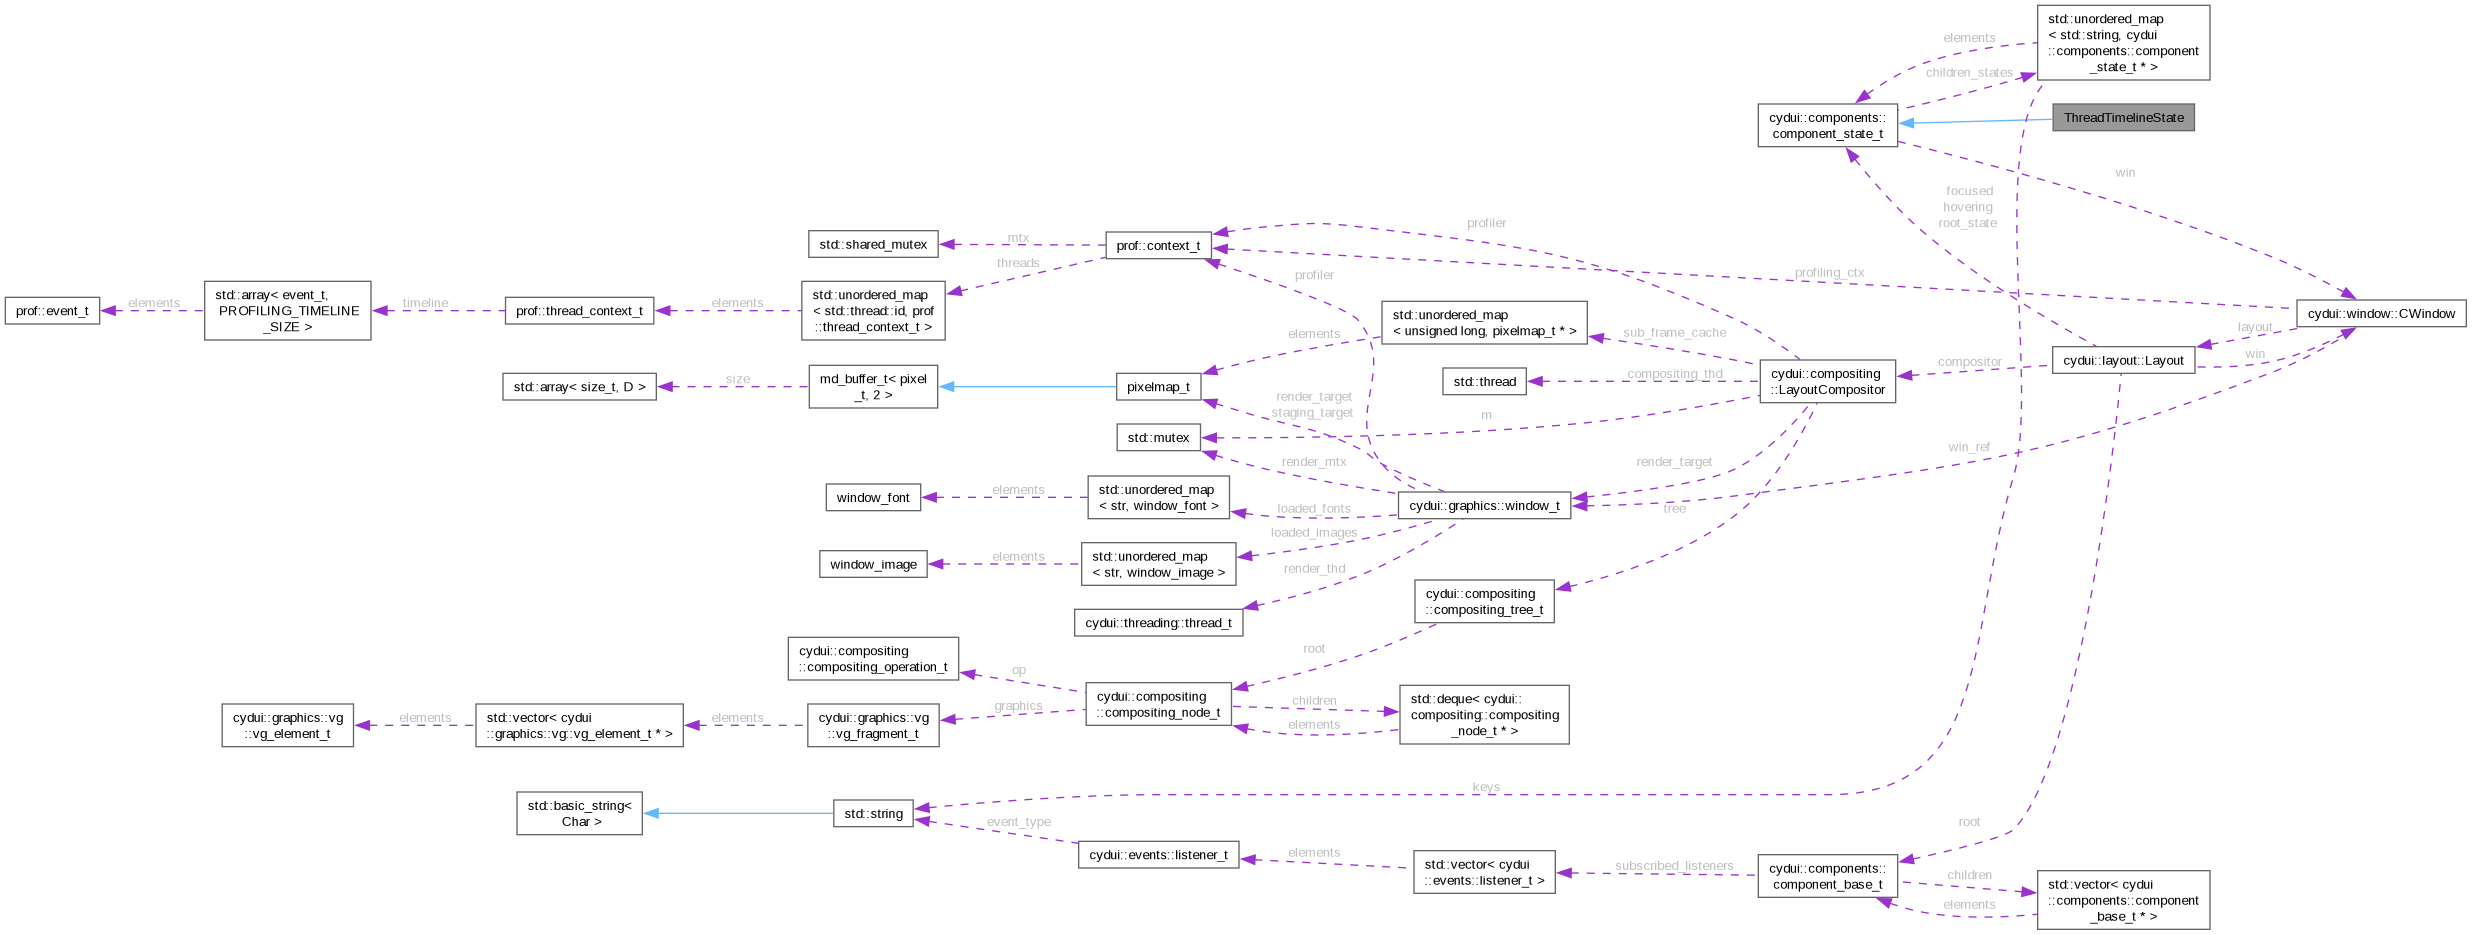 std::unordered_map
< std::string, cydui
::components::component
_state_t * >
elements
children_states
cydui::components::
component_state_t
ThreadTimelineState
win
focused
hovering
root_state
profiler
std::shared_mutex
mtx
prof::context_t
threads
profiler
profiling_ctx
prof::event_t
elements
std::array< event_t,
PROFILING_TIMELINE
_SIZE >
timeline
prof::thread_context_t
elements
std::unordered_map
< std::thread::id, prof
::thread_context_t >
std::unordered_map
< unsigned long, pixelmap_t * >
elements
sub_frame_cache
cydui::window::CWindow
layout
win
cydui::layout::Layout
compositor
cydui::compositing
::LayoutCompositor
compositing_thd
std::thread
std::array< size_t, D >
size
md_buffer_t< pixel
_t, 2 >
pixelmap_t
render_target
staging_target
m
std::mutex
render_mtx
render_target
win_ref
window_font
elements
std::unordered_map
< str, window_font >
loaded_fonts
cydui::graphics::window_t
tree
window_image
elements
std::unordered_map
< str, window_image >
loaded_images
render_thd
cydui::threading::thread_t
cydui::compositing
::compositing_tree_t
root
cydui::compositing
::compositing_operation_t
op
cydui::compositing
::compositing_node_t
graphics
children
elements
std::deque< cydui::
compositing::compositing
_node_t * >
cydui::graphics::vg
::vg_element_t
elements
std::vector< cydui
::graphics::vg::vg_element_t * >
elements
cydui::graphics::vg
::vg_fragment_t
keys
std::basic_string<
Char >
std::string
event_type
cydui::events::listener_t
elements
std::vector< cydui
::events::listener_t >
subscribed_listeners
root
cydui::components::
component_base_t
children
elements
std::vector< cydui
::components::component
_base_t * >